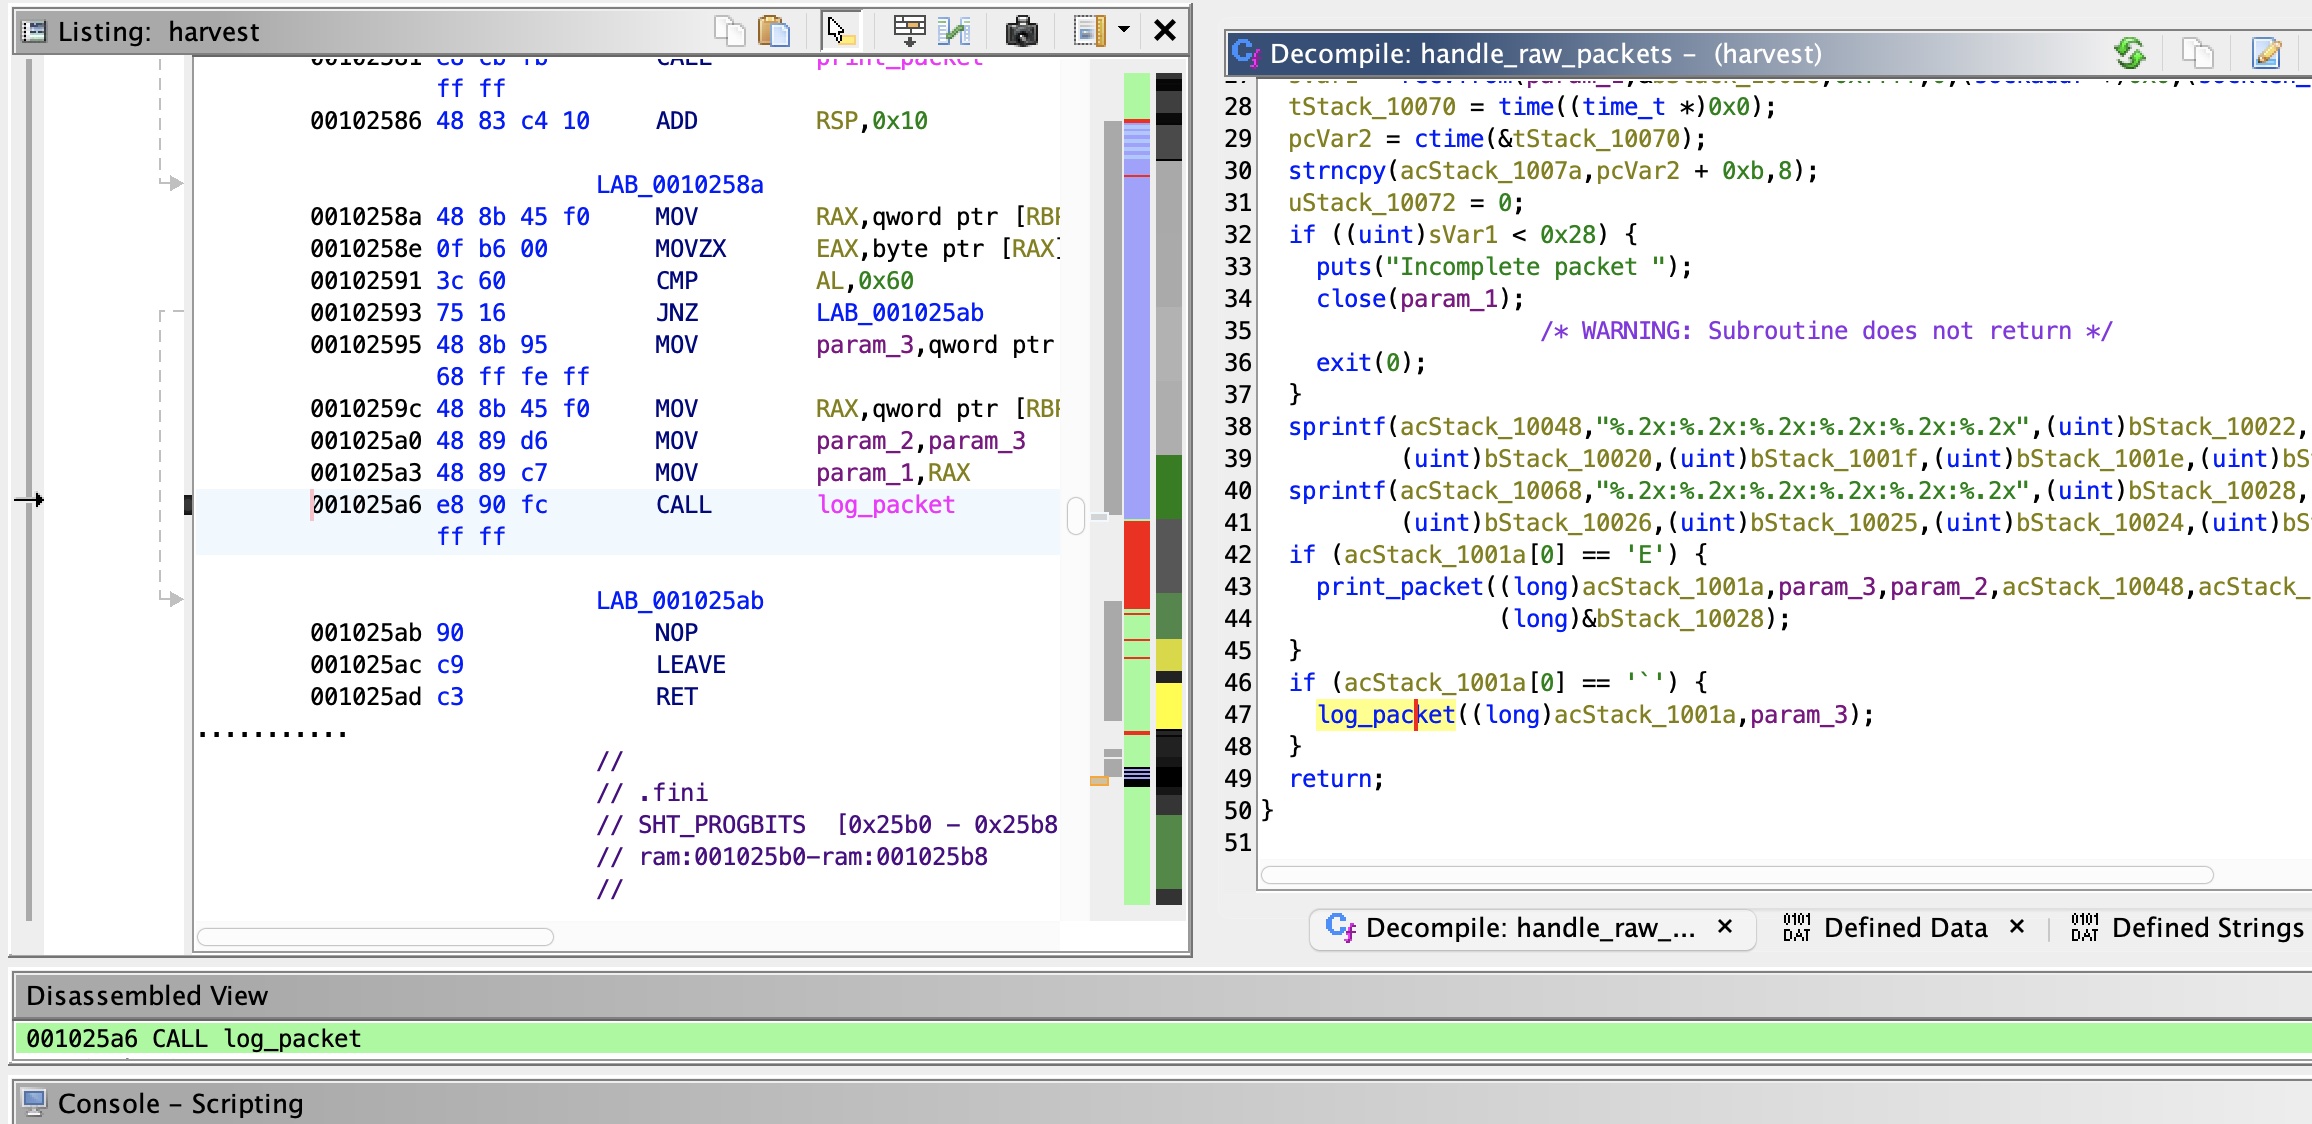 Listing: harvest
00102581 e8 cb fb CALL print_packet
ff ff
00102586 48 83 c4 10 ADD RSP,0x10
LAB_0010258a
0010258a 48 8b 45 f0 MOV RAX,qword ptr [RBP
0010258e 0f b6 00 MOVZX EAX,byte ptr [RAX]
00102591 3c 60 CMP AL,0x60
00102593 75 16 JNZ LAB_001025ab
00102595 48 8b 95 MOV param_3,qword ptr
68 ff fe ff
0010259c 48 8b 45 f0 MOV RAX,qword ptr [RBP
001025a0 48 89 d6 MOV param_2,param_3
001025a3 48 89 c7 MOV param_1,RAX
001025a6 e8 90 fc CALL log_packet
ff ff
LAB_001025ab
001025ab 90 NOP
001025ac c9 LEAVE
001025ad c3 RET
...........
//
// .fini
// SHT_PROGBITS [0x25b0 - 0x25b8
// ram:001025b0-ram:001025b8
//
Decompile: handle_raw_packets - (harvest)
28 tStack_10070 = time((time_t *)0x0);
29 pcVar2 = ctime(&tStack_10070);
30 strncpy(acStack_1007a,pcVar2 + 0xb,8);
31 uStack_10072 = 0;
32 if ((uint)sVar1 < 0x28) {
33 puts("Incomplete packet ");
34 close(param_1);
35 /* WARNING: Subroutine does not return */
36 exit(0);
37 }
38 sprintf(acStack_10048,"%.2x:%.2x:%.2x:%.2x:%.2x:%.2x",(uint)bStack_10022,
39 (uint)bStack_10020,(uint)bStack_1001f,(uint)bStack_1001e,(uint)bS
40 sprintf(acStack_10068,"%.2x:%.2x:%.2x:%.2x:%.2x:%.2x",(uint)bStack_10028,
41 (uint)bStack_10026,(uint)bStack_10025,(uint)bStack_10024,(uint)bS
42 if (acStack_1001a[0] == 'E') {
43 print_packet((long)acStack_1001a,param_3,param_2,acStack_10048,acStack_
44 (long)&bStack_10028);
45 }
46 if (acStack_1001a[0] == '`') {
47 log_packet((long)acStack_1001a,param_3);
48 }
49 return;
50 }
51
Decompile: handle_raw_... ×
0101 DAT Defined Data ×
0101 DAT Defined Strings
Disassembled View
001025a6 CALL log_packet
Console - Scripting